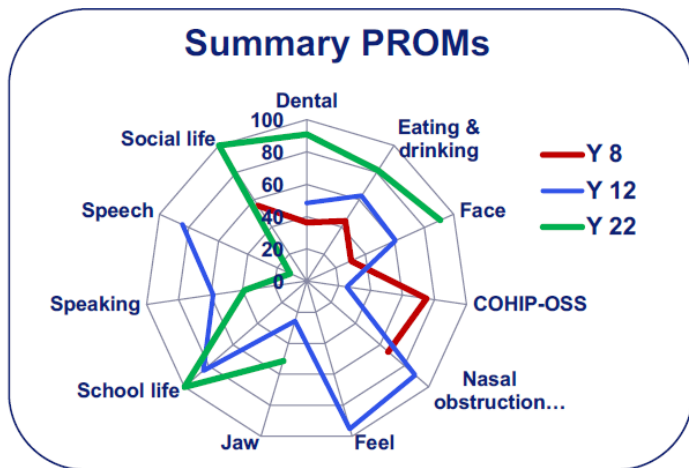 Summary PROMs
Dental
Eating &
drinking
Face
COHIP-OSS
Nasal
obstruction…
Feel
Jaw
School life
Speaking
Speech
Social life
100
80
60
40
20
0
Y 8
Y 12
Y 22